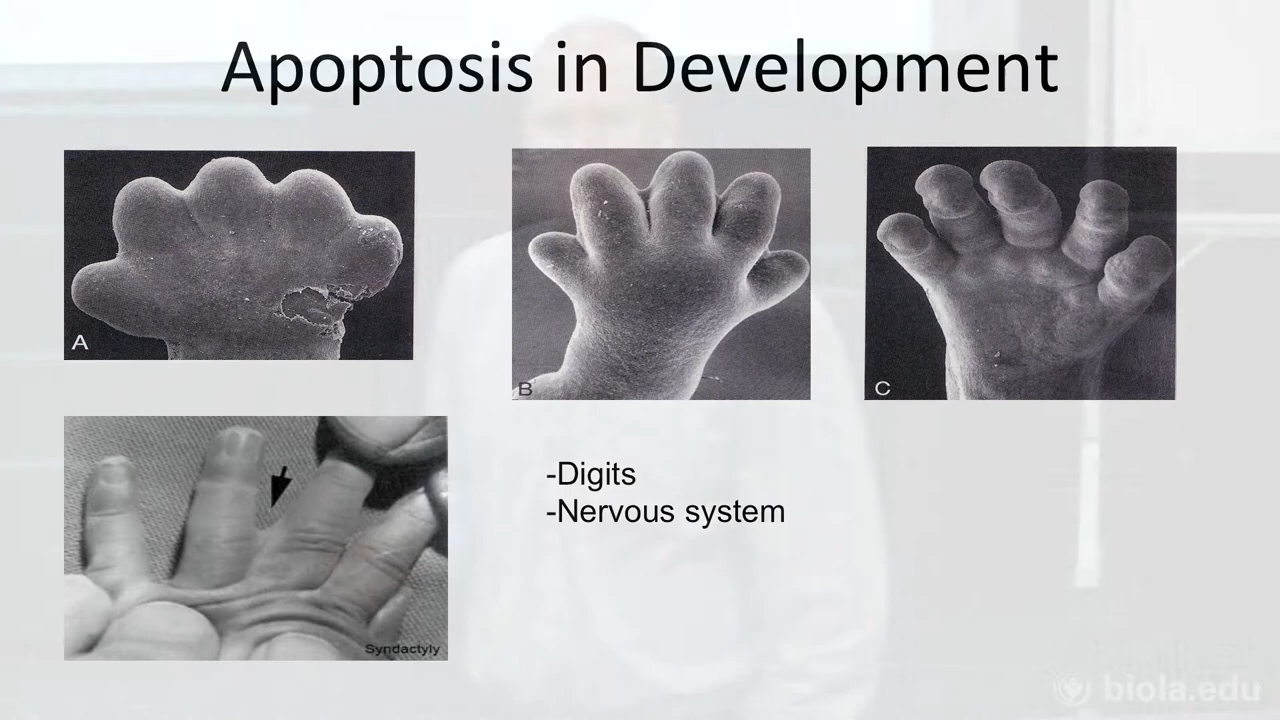 Apoptosis in Development
A
B
C
-Digits
-Nervous system
Syndactyly
biola.edu